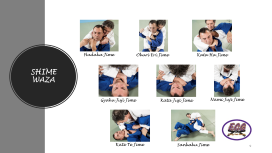 SHIME
WAZA
Hadaka Jime
Okuri Eri Jime
Kata Ha Jime
Gyaku Juji Jime
Kata Juji Jime
Nami Juji Jime
Kata Te Jime
Sankaku Jime